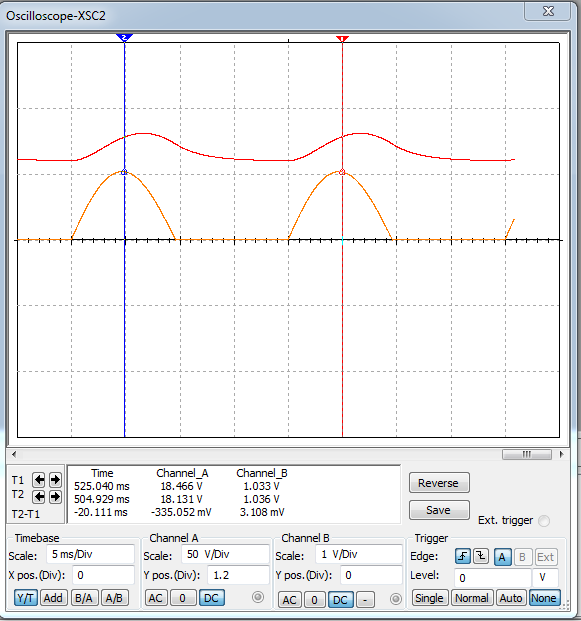 Oscilloscope-XSC2
2 1
T1
T2
T2-T1
Time Channel_A Channel_B
525.040 ms 18.466 V 1.033 V
504.929 ms 18.131 V 1.036 V
-20.111 ms -335.052 mV 3.108 mV
Reverse
Save
Ext. trigger
Timebase
Scale: 5 ms/Div
X pos.(Div): 0
Y/T Add B/A A/B
Channel A
Scale: 50 V/Div
Y pos.(Div): 1.2
AC 0 DC
Channel B
Scale: 1 V/Div
Y pos.(Div): 0
AC 0 DC -
Trigger
Edge: A B Ext
Level: 0 V
Single Normal Auto None